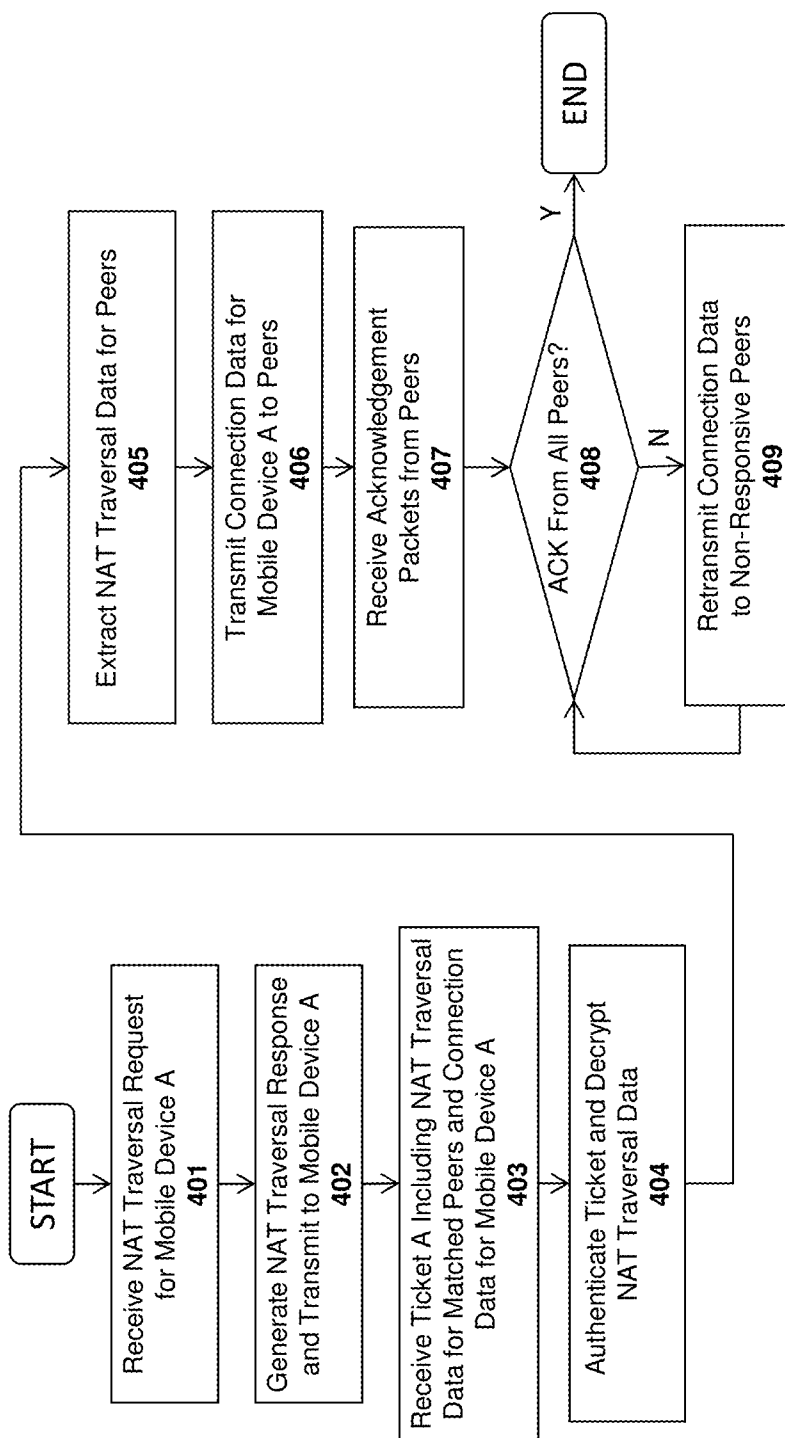 START
Receive NAT Traversal Request
for Mobile Device A
401
Generate NAT Traversal Response
and Transmit to Mobile Device A
402
Receive Ticket A Including NAT Traversal
Data for Matched Peers and Connection
Data for Mobile Device A
403
Authenticate Ticket and Decrypt
NAT Traversal Data
404
Extract NAT Traversal Data for Peers
405
Transmit Connection Data for
Mobile Device A to Peers
406
Receive Acknowledgement
Packets from Peers
407
ACK From All Peers?
408
Y
END
N
Retransmit Connection Data
to Non-Responsive Peers
409